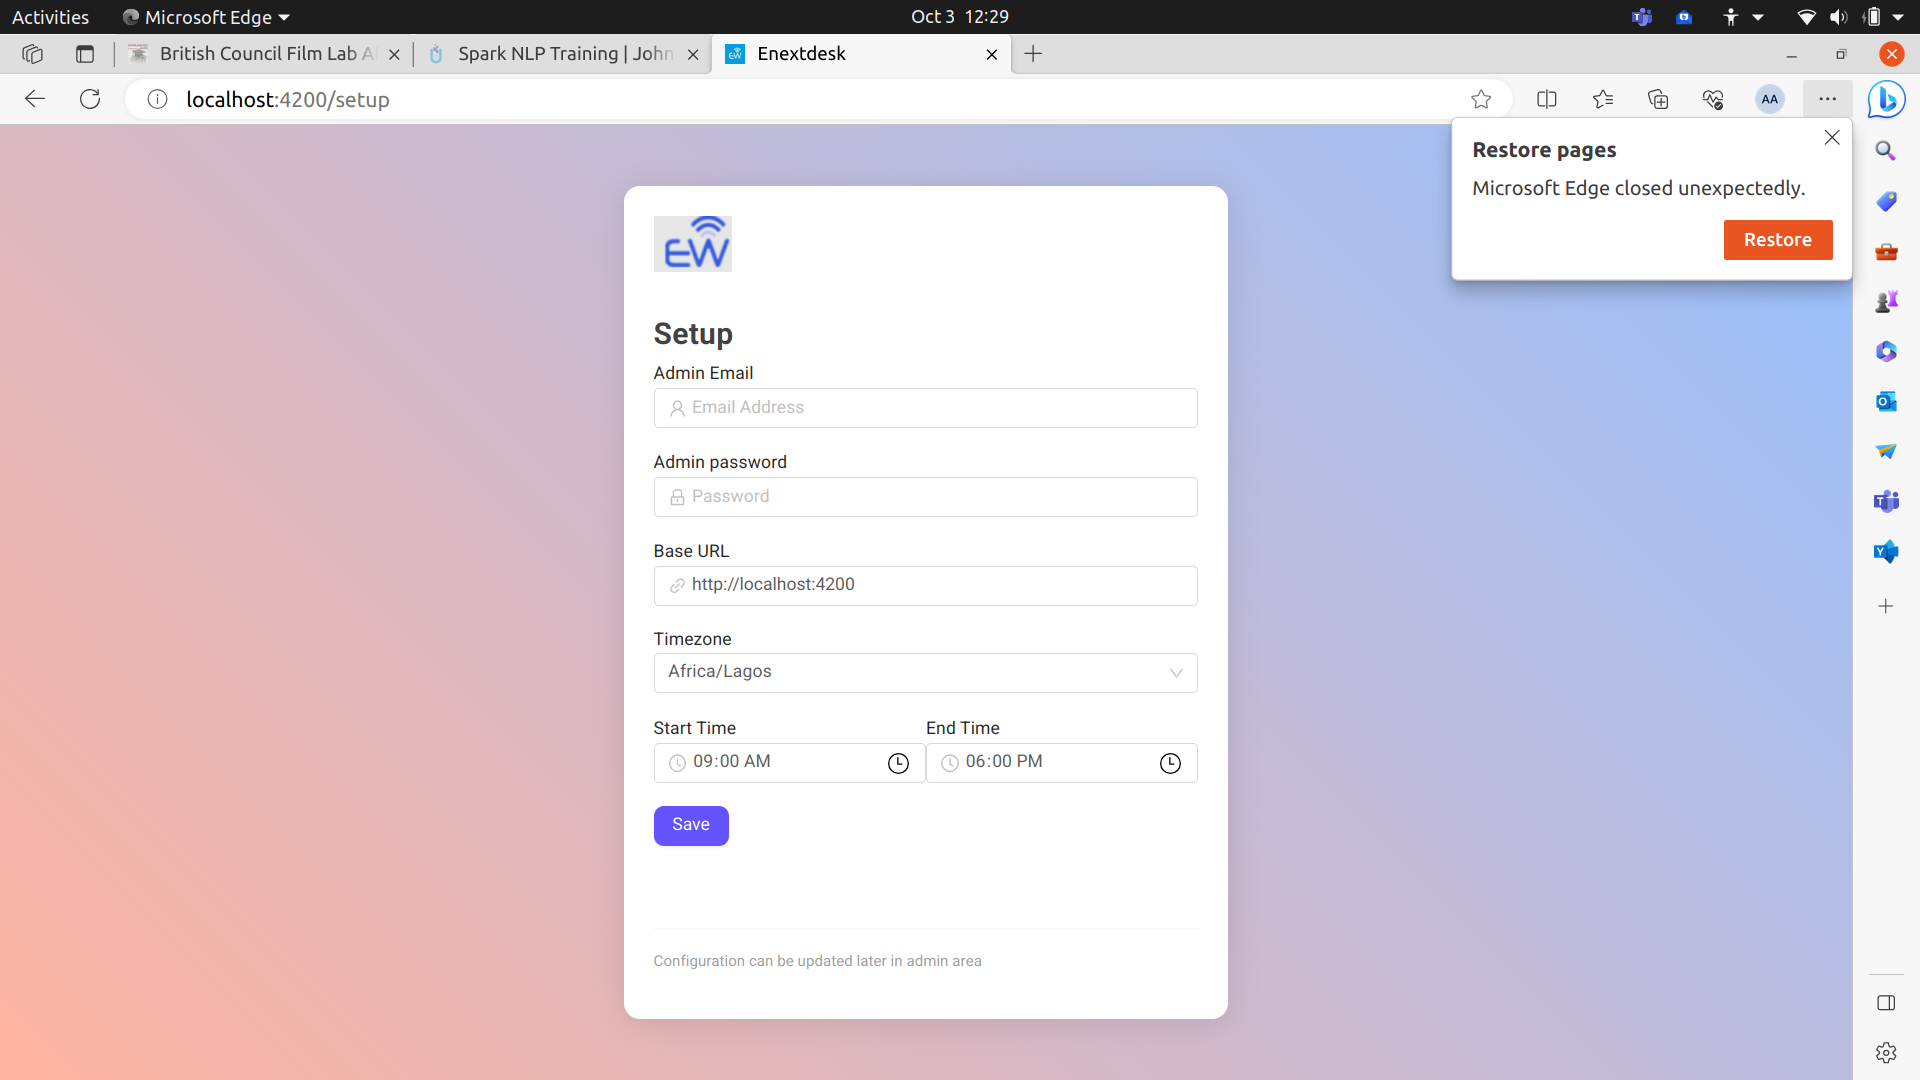 Activities
Microsoft Edge
Oct 3 12:29
British Council Film Lab A
Spark NLP Training | John
EW
Enextdesk
localhost:4200/setup
AA
Restore pages
Microsoft Edge closed unexpectedly.
Restore
EW
Setup
Admin Email
Email Address
Admin password
Password
Base URL
http://localhost:4200
Timezone
Africa/Lagos
Start Time
End Time
09:00 AM
06:00 PM
Save
Configuration can be updated later in admin area